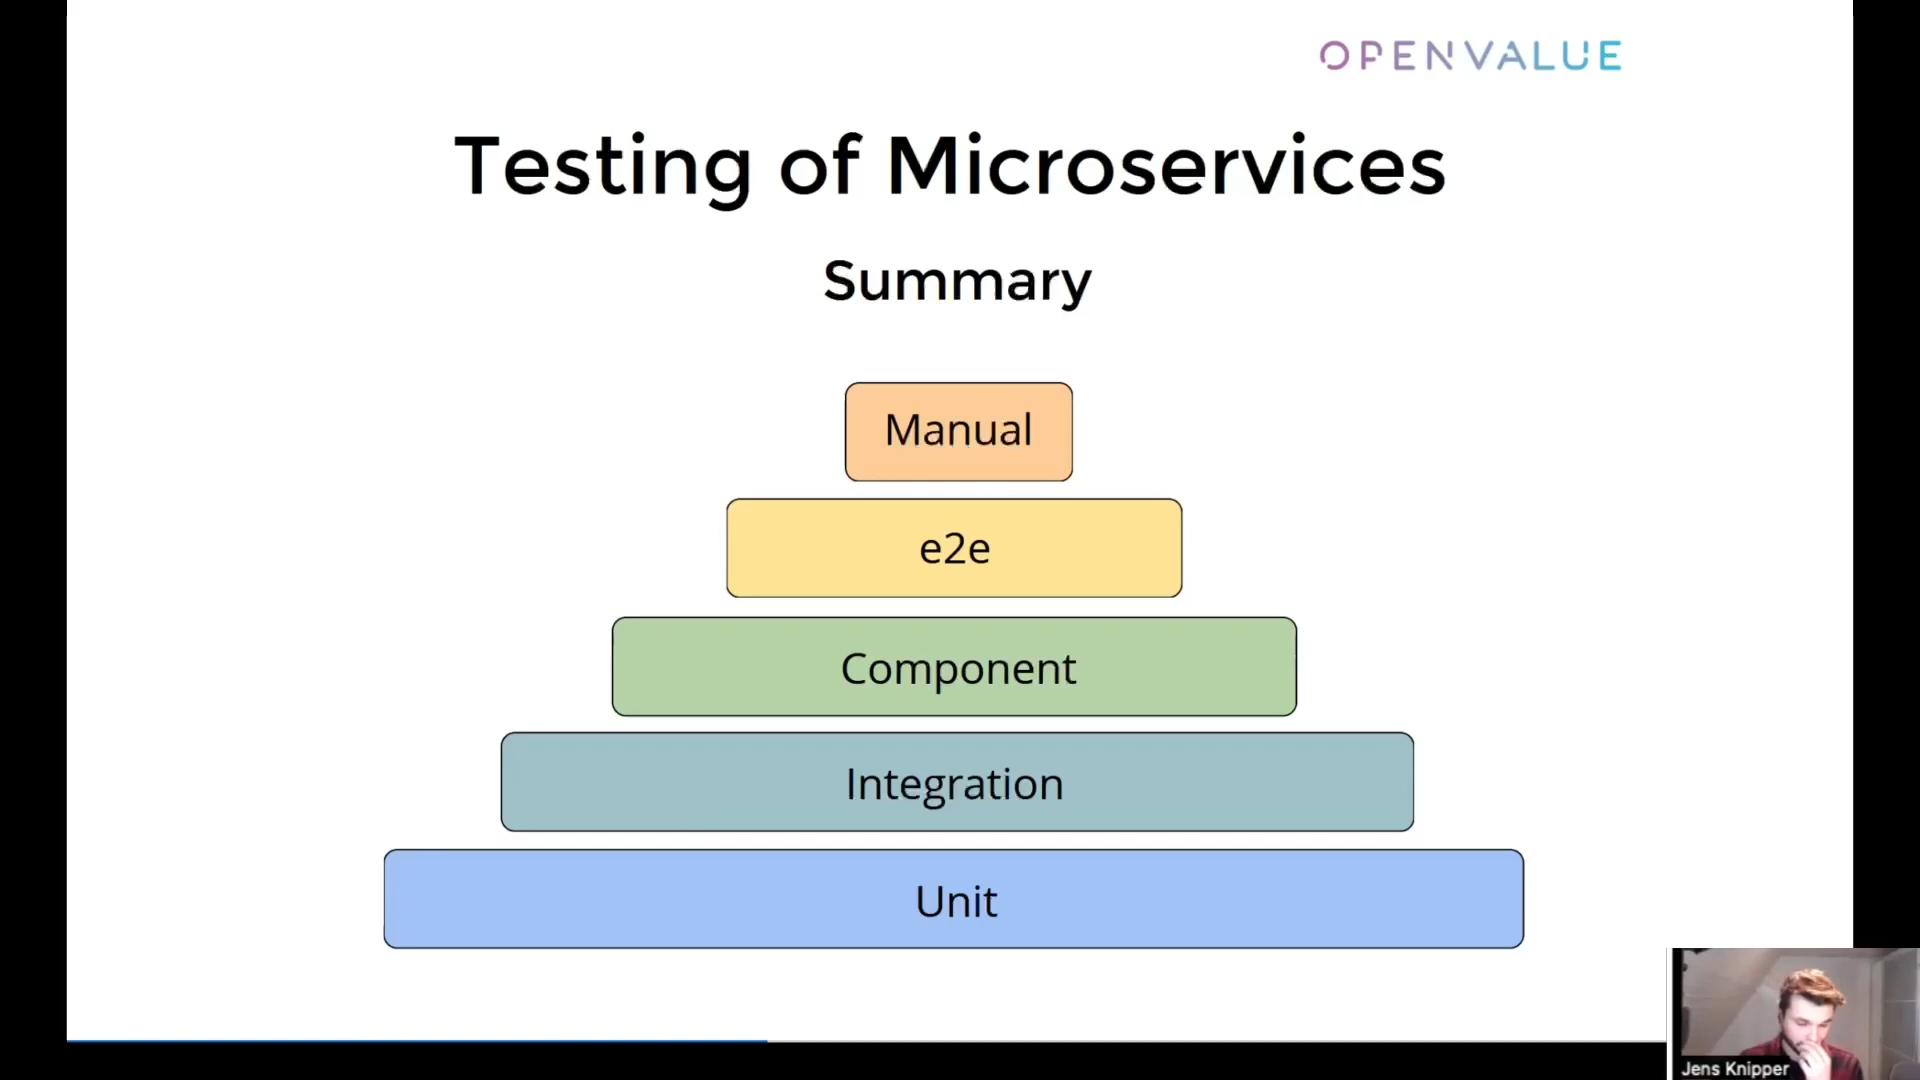 OPENVALUE
Testing of Microservices
Summary
Manual
e2e
Component
Integration
Unit
Jens Knipper